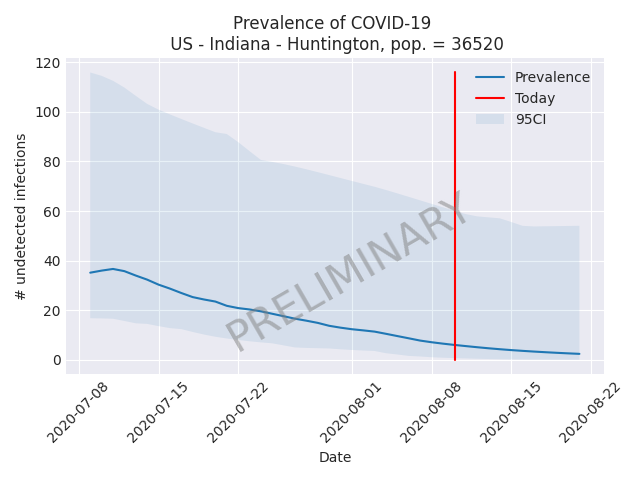 Prevalence of COVID-19
US - Indiana - Huntington, pop. = 36520
# undetected infections
120
100
80
60
40
20
0
Prevalence
Today
95CI
PRELIMINARY
2020-07-08
2020-07-15
2020-07-22
2020-08-01
2020-08-08
2020-08-15
2020-08-22
Date